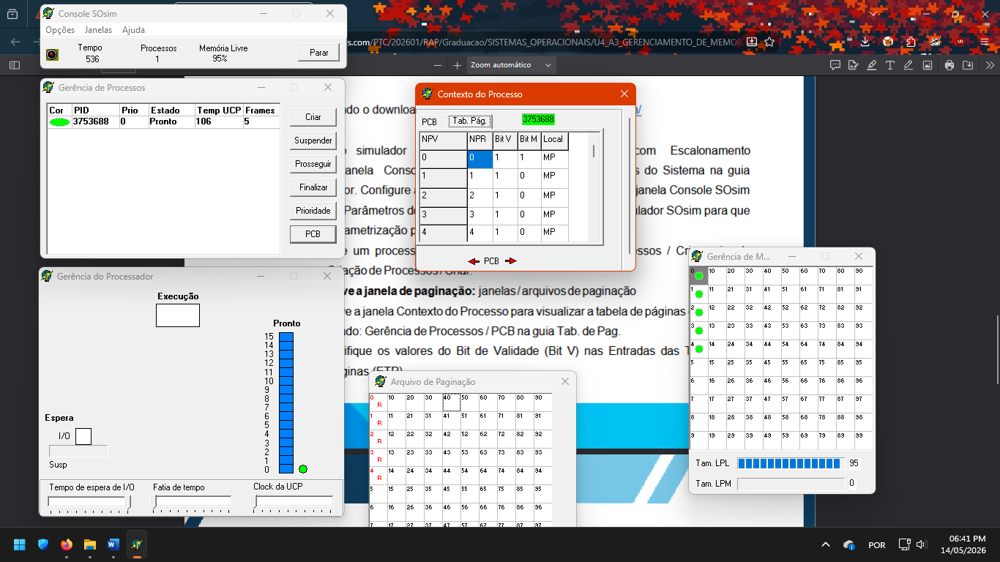 Console SOsim
Opções Janelas Ajuda
Tempo Processos Memória Livre
536 1 95%
Parar
s.com/PTC/202601/RAP/Graduacao/SISTEMAS_OPERACIONAIS/U4_A3_GERENCIAMENTO_DE_MEMOR
Zoom automático
Gerência de Processos
Cor PID Prio Estado Temp UCP Frames
3753688 0 Pronto 106 5
Criar
Suspender
Prosseguir
Finalizar
Prioridade
PCB
Contexto do Processo
PCB Tab. Pág. 3753688
NPV NPR Bit V Bit M Local
0 0 1 1 MP
1 1 1 0 MP
2 2 1 0 MP
3 3 1 0 MP
4 4 1 0 MP
PCB
ndo o downloa
a/
o simulador
com Escalonamento
anela Conso
s do Sistema na guia
or. Configure a
janela Console SOsim
Parâmetros do
ulador SOsim para que
ametrização p
e um process
essos / Cri
iação de Processos / Criar.
ve a janela de paginação: janelas / arquivos de paginação
e a janela Contexto do Processo para visualizar a tabela de páginas
ado: Gerência de Processos / PCB na guia Tab. de Pag.
ifique os valores do Bit de Validade (Bit V) nas Entradas das T
ginas (ETP)
Gerência do Processador
Execução
Pronto
15
14
13
12
11
10
9
8
7
6
5
4
3
2
1
0
Espera
I/O
Susp
Tempo de espera de I/O Fatia de tempo Clock da UCP
Arquivo de Paginação
0 R 10 20 30 40 50 60 70 80 90
1 R 11 21 31 41 51 61 71 81 91
2 R 12 22 32 42 52 62 72 82 92
3 R 13 23 33 43 53 63 73 83 93
4 R 14 24 34 44 54 64 74 84 94
5 15 25 35 45 55 65 75 85 95
6 16 26 36 46 56 66 76 86 96
7 17 27 37 47 57 67 77 87 97
Gerência de M...
0 10 20 30 40 50 60 70 80 90
1 11 21 31 41 51 61 71 81 91
2 12 22 32 42 52 62 72 82 92
3 13 23 33 43 53 63 73 83 93
4 14 24 34 44 54 64 74 84 94
5 15 25 35 45 55 65 75 85 95
6 16 26 36 46 56 66 76 86 96
7 17 27 37 47 57 67 77 87 97
8 18 28 38 48 58 68 78 88 98
9 19 29 39 49 59 69 79 89 99
Tam. LPL 95
Tam. LPM 0
POR
06:41 PM
14/05/2026